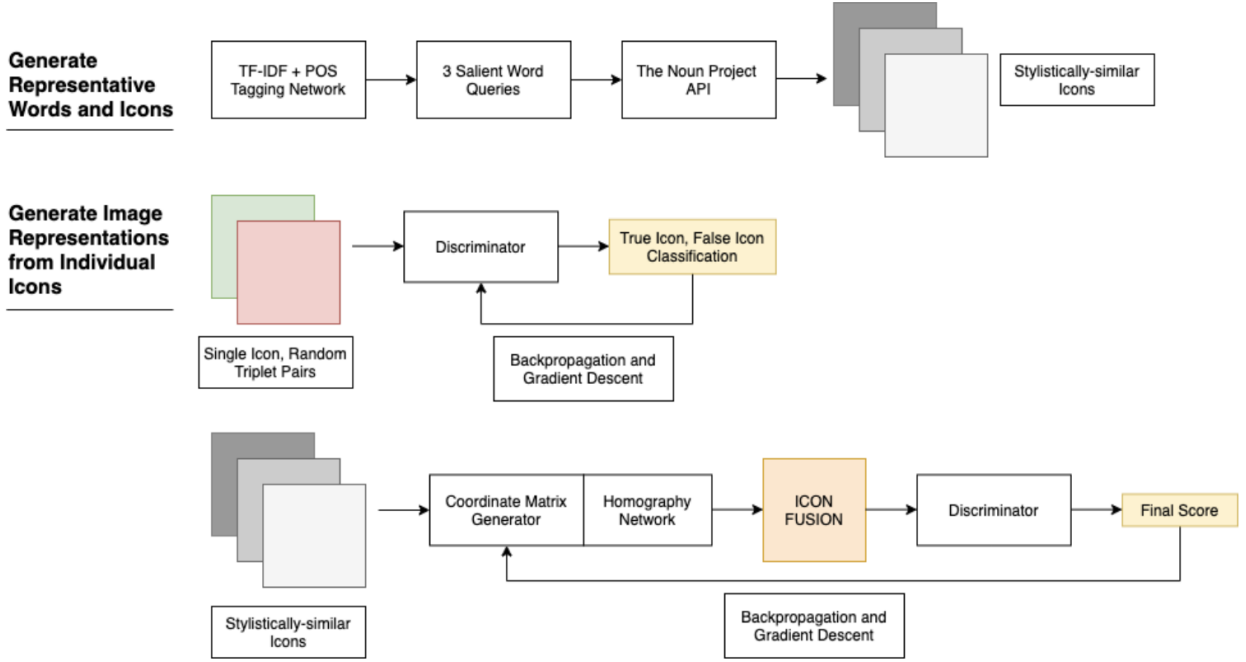 Generate
Representative
Words and Icons
TF-IDF + POS
Tagging Network
3 Salient Word
Queries
The Noun Project
API
Stylistically-similar
Icons
Generate Image
Representations
from Individual
Icons
Discriminator
True Icon, False Icon
Classification
Single Icon, Random
Triplet Pairs
Backpropagation and
Gradient Descent
Coordinate Matrix
Generator
Homography
Network
ICON
FUSION
Discriminator
Final Score
Stylistically-similar
Icons
Backpropagation and
Gradient Descent